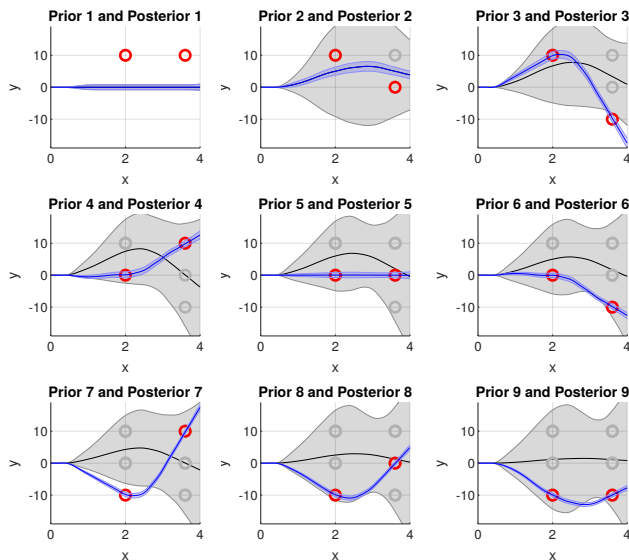 Prior 1 and Posterior 1
Prior 2 and Posterior 2
Prior 3 and Posterior 3
y
10
0
-10
0
2
4
x
y
10
0
-10
0
2
4
x
y
10
0
-10
0
2
4
x
Prior 4 and Posterior 4
Prior 5 and Posterior 5
Prior 6 and Posterior 6
y
10
0
-10
0
2
4
x
y
10
0
-10
0
2
4
x
y
10
0
-10
0
2
4
x
Prior 7 and Posterior 7
Prior 8 and Posterior 8
Prior 9 and Posterior 9
y
10
0
-10
0
2
4
x
y
10
0
-10
0
2
4
x
y
10
0
-10
0
2
4
x